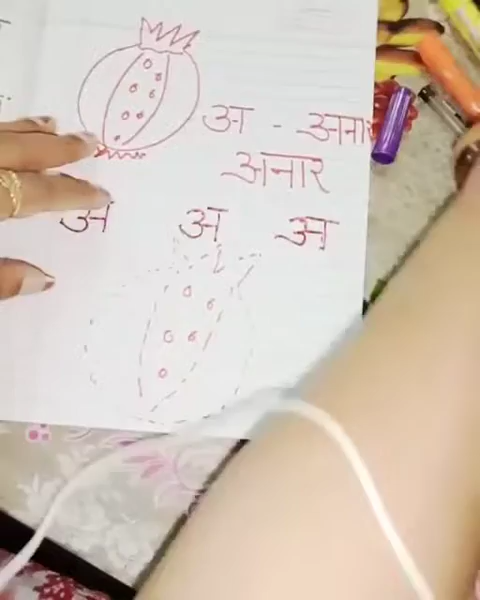 अ - अनार
अनार
अ अ अ